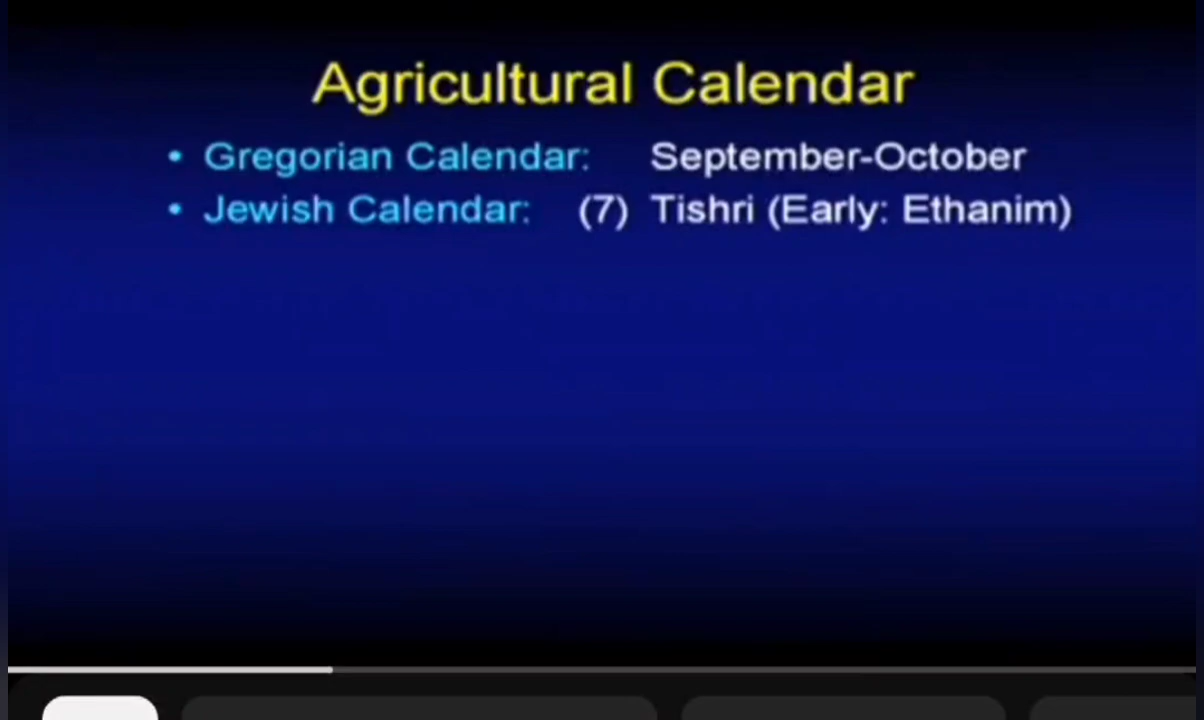 Agricultural Calendar
• Gregorian Calendar: September-October
• Jewish Calendar: (7) Tishri (Early: Ethanim)